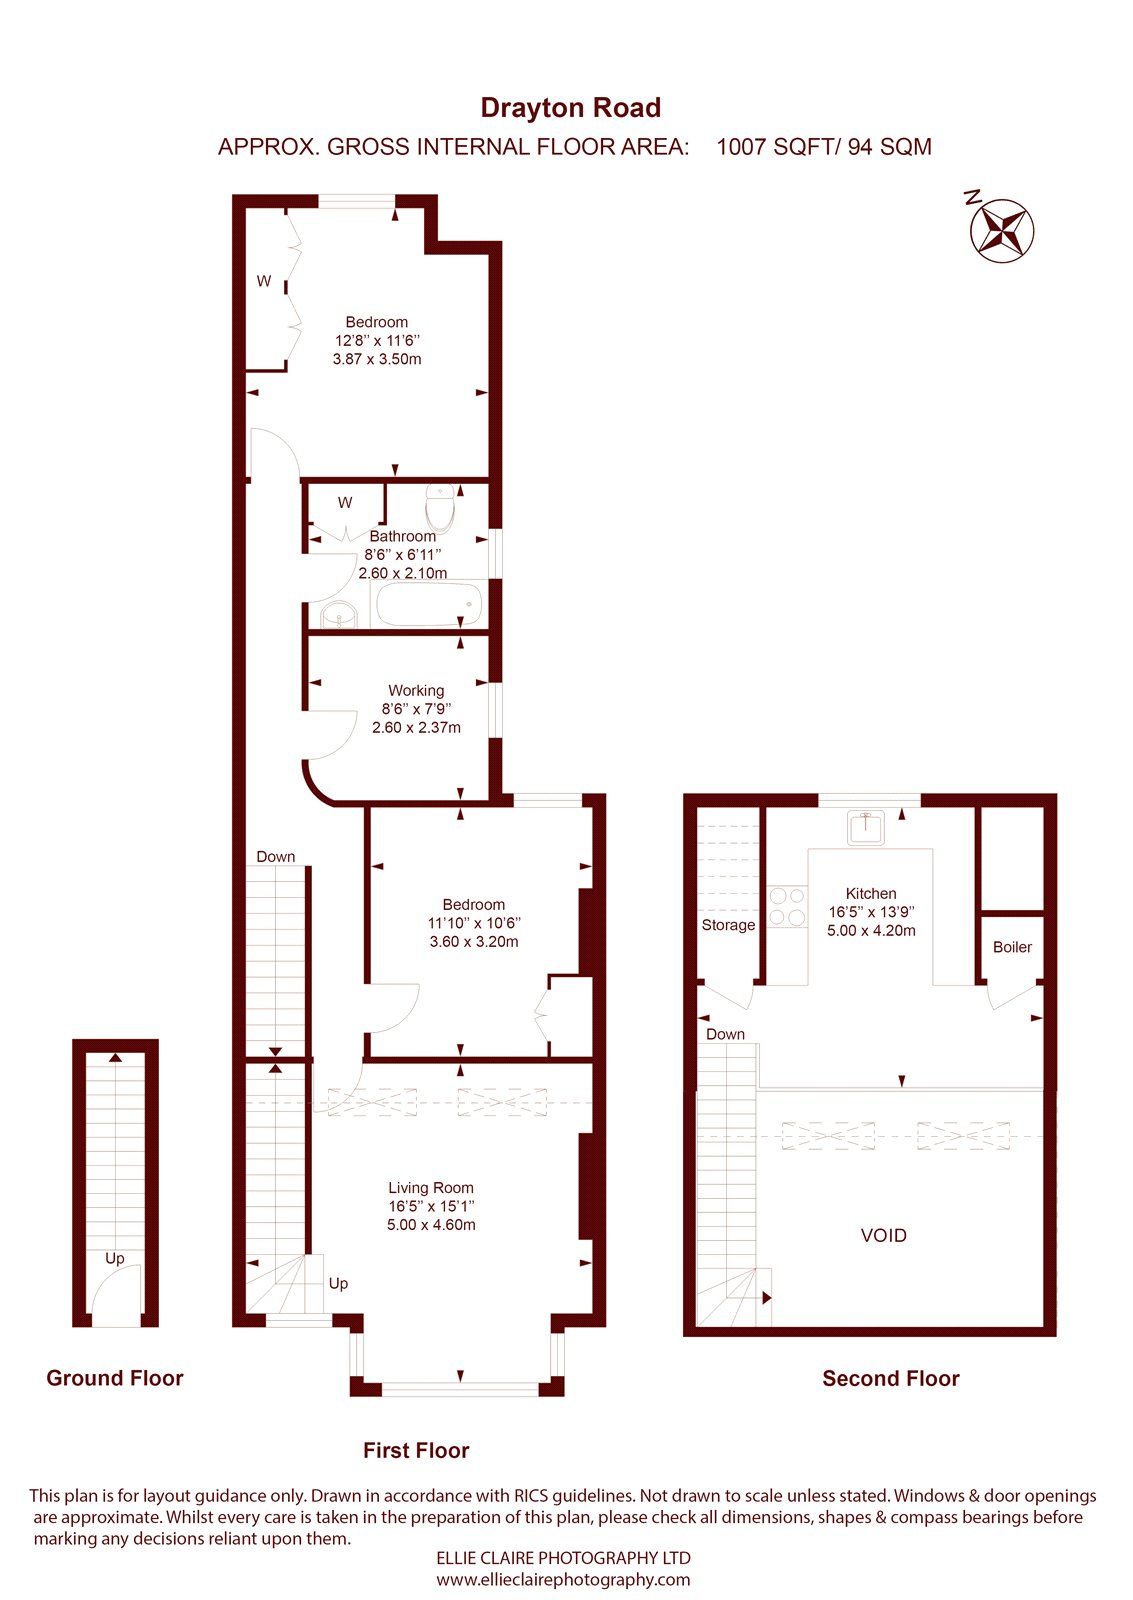 Drayton Road
APPROX. GROSS INTERNAL FLOOR AREA: 1007 SQFT/ 94 SQM
N
W
Bedroom
12'8" x 11'6"
3.87 x 3.50m
W
Bathroom
8'6" x 6'11"
2.60 x 2.10m
Working
8'6" x 7'9"
2.60 x 2.37m
Down
Bedroom
11'10" x 10'6"
3.60 x 3.20m
Living Room
16'5" x 15'1"
5.00 x 4.60m
Up
Up
Kitchen
16'5" x 13'9"
5.00 x 4.20m
Storage
Boiler
Down
VOID
Ground Floor
Second Floor
First Floor
This plan is for layout guidance only. Drawn in accordance with RICS guidelines. Not drawn to scale unless stated. Windows & door openings
are approximate. Whilst every care is taken in the preparation of this plan, please check all dimensions, shapes & compass bearings before
marking any decisions reliant upon them.
ELLIE CLAIRE PHOTOGRAPHY LTD
www.ellieclairephotography.com